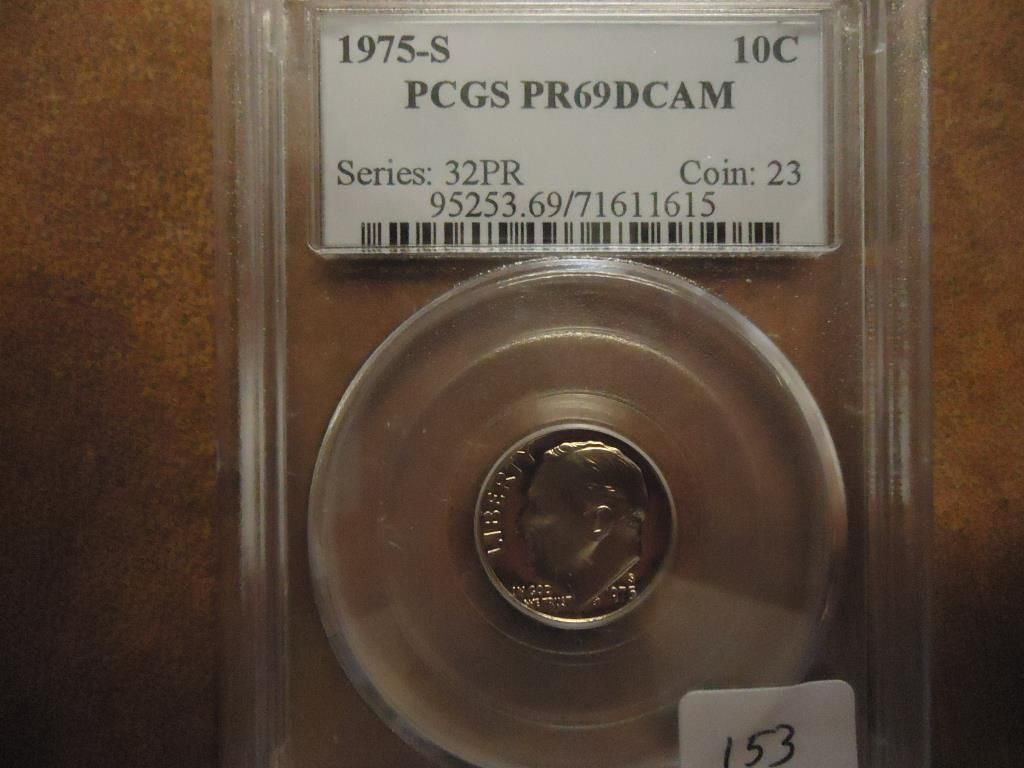 1975-S 10C
PCGS PR69DCAM
Series: 32PR Coin: 23
95253.69/71611615
LIBERTY
IN GOD
WE TRUST
S
1975
153